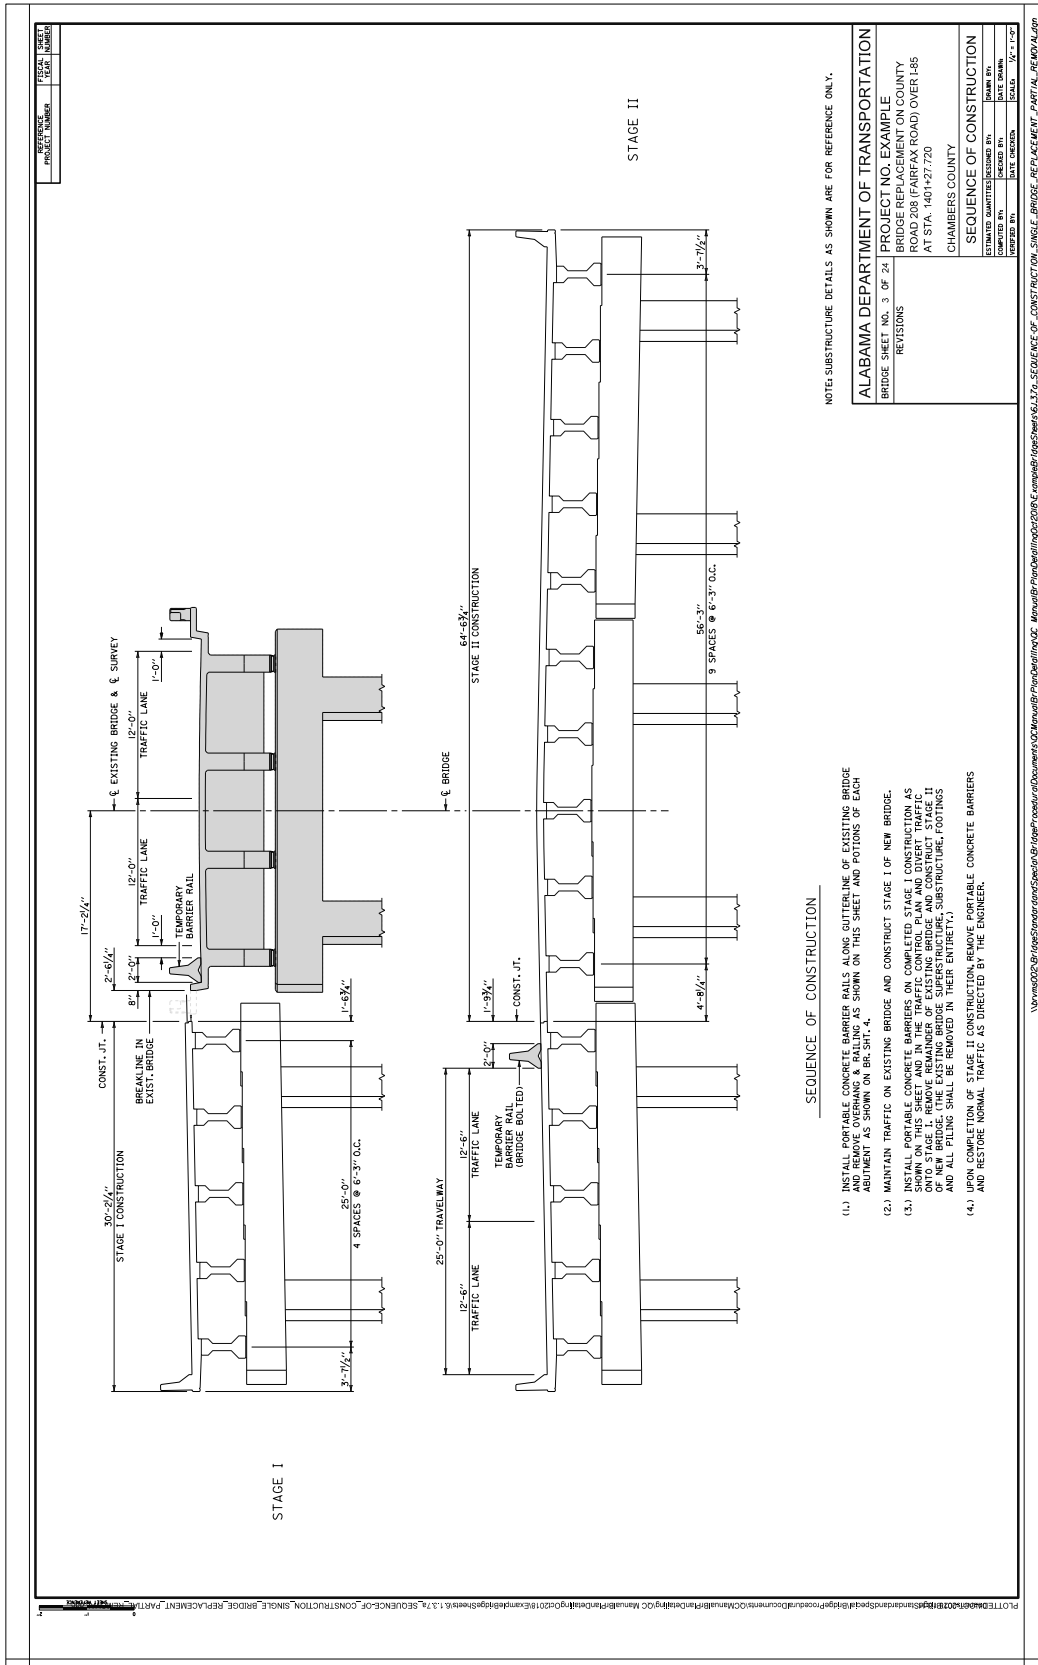 REFERENCE PROJECT NUMBER
FISCAL YEAR
SHEET NUMBER
17'-2¼"
30'-2¼"
STAGE I CONSTRUCTION
CONST. JT.
BREAKLINE IN
EXIST. BRIDGE
8"
2'-6¼"
2'-0"
1'-0"
TEMPORARY
BARRIER RAIL
12'-0"
TRAFFIC LANE
12'-0"
TRAFFIC LANE
1'-0"
℄ EXISTING BRIDGE & ℄ SURVEY
3'-7½"
25'-0"
4 SPACES @ 6'-3" O.C.
1'-6¾"
STAGE I
℄ BRIDGE
25'-0" TRAVELWAY
12'-6"
TRAFFIC LANE
12'-6"
TRAFFIC LANE
TEMPORARY
BARRIER RAIL
(BRIDGE BOLTED)
2'-0"
1'-9¾"
CONST. JT.
64'-6¾"
STAGE II CONSTRUCTION
4'-8¼"
56'-3"
9 SPACES @ 6'-3" O.C.
3'-7½"
STAGE II
SEQUENCE OF CONSTRUCTION
(1.) INSTALL PORTABLE CONCRETE BARRIER RAILS ALONG GUTTERLINE OF EXISITING BRIDGE
AND REMOVE OVERHANG & RAILING AS SHOWN ON THIS SHEET AND POTIONS OF EACH
ABUTMENT AS SHOWN ON BR. SHT. 4.
(2.) MAINTAIN TRAFFIC ON EXISTING BRIDGE AND CONSTRUCT STAGE I OF NEW BRIDGE.
(3.) INSTALL PORTABLE CONCRETE BARRIERS ON COMPLETED STAGE I CONSTRUCTION AS
SHOWN ON THIS SHEET AND IN THE TRAFFIC CONTROL PLAN AND DIVERT TRAFFIC
ONTO STAGE I. REMOVE REMAINDER OF EXISTING BRIDGE AND CONSTRUCT STAGE II
OF NEW BRIDGE. (THE EXISTING BRIDGE SUPERSTRUCTURE, SUBSTRUCTURE, FOOTINGS
AND ALL PILING SHALL BE REMOVED IN THEIR ENTIRETY.)
(4.) UPON COMPLETION OF STAGE II CONSTRUCTION, REMOVE PORTABLE CONCRETE BARRIERS
AND RESTORE NORMAL TRAFFIC AS DIRECTED BY THE ENGINEER.
NOTE: SUBSTRUCTURE DETAILS AS SHOWN ARE FOR REFERENCE ONLY.
ALABAMA DEPARTMENT OF TRANSPORTATION
BRIDGE SHEET NO. 3 OF 24
REVISIONS
PROJECT NO. EXAMPLE
BRIDGE REPLACEMENT ON COUNTY
ROAD 208 (FAIRFAX ROAD) OVER I-85
AT STA. 1401+27.720
CHAMBERS COUNTY
SEQUENCE OF CONSTRUCTION
ESTIMATED QUANTITIES DESIGNED BY: DRAWN BY:
COMPUTED BY: CHECKED BY: DATE DRAWN:
VERIFIED BY: DATE CHECKED: SCALE: ¼" = 1'-0"